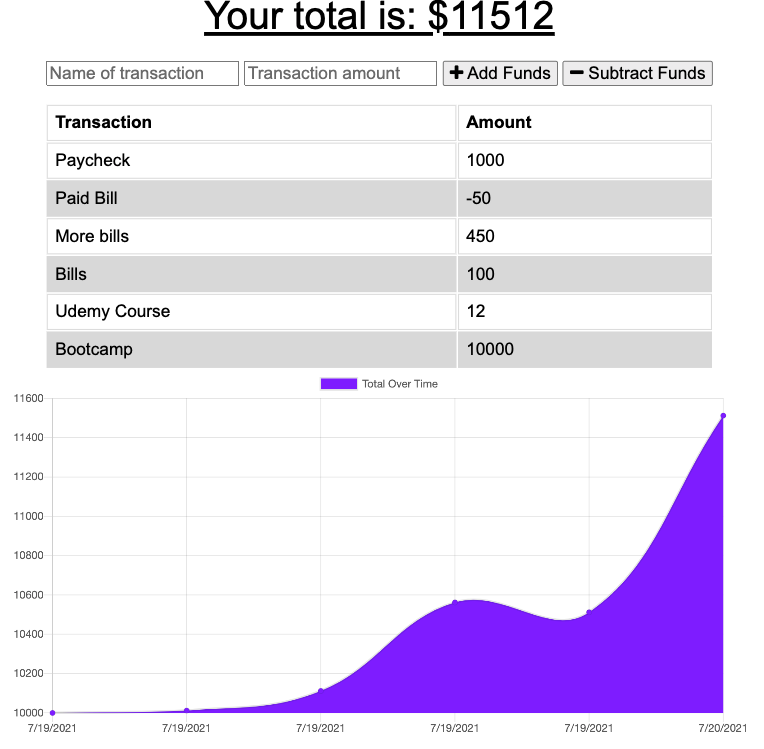 Your total is: $11512
Name of transaction Transaction amount Add Funds Subtract Funds
Transaction Amount
Paycheck 1000
Paid Bill -50
More bills 450
Bills 100
Udemy Course 12
Bootcamp 10000
Total Over Time
11600
11400
11200
11000
10800
10600
10400
10200
10000
7/19/2021 7/19/2021 7/19/2021 7/19/2021 7/19/2021 7/20/2021